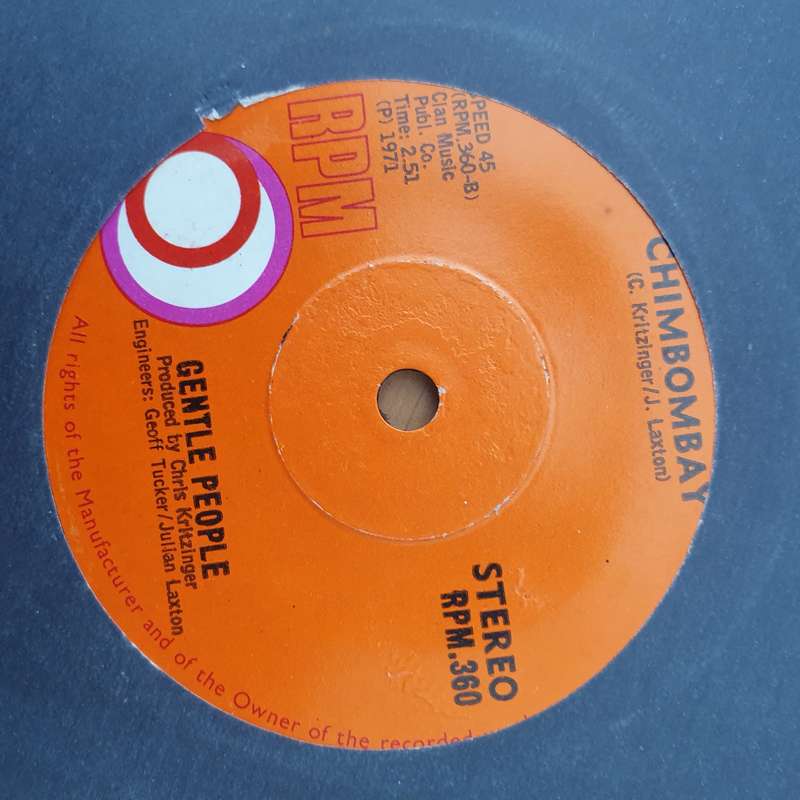 CHIMBOMBAY
(C. Kritzinger/J. Laxton)
RPM
SPEED 45
(RPM.360-B)
Clan Music
Publ. Co.
Time: 2.51
(P) 1971
STEREO
RPM.360
GENTLE PEOPLE
Produced by Chris Kritzinger
Engineers: Geoff Tucker/Julian Laxton
All rights of the Manufacturer and of the Owner of the recorded